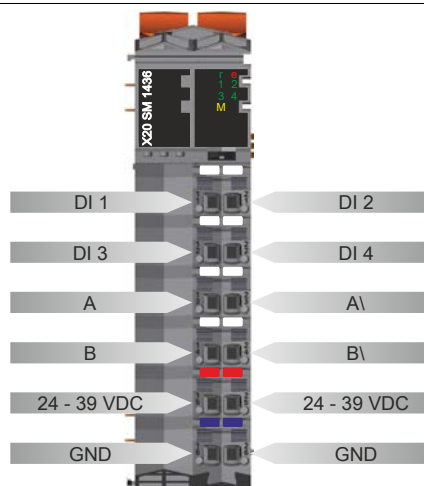 X20 SM 1436
r e
1 2
3 4
M
DI 1 DI 2
DI 3 DI 4
A A\
B B\
24 - 39 VDC 24 - 39 VDC
GND GND